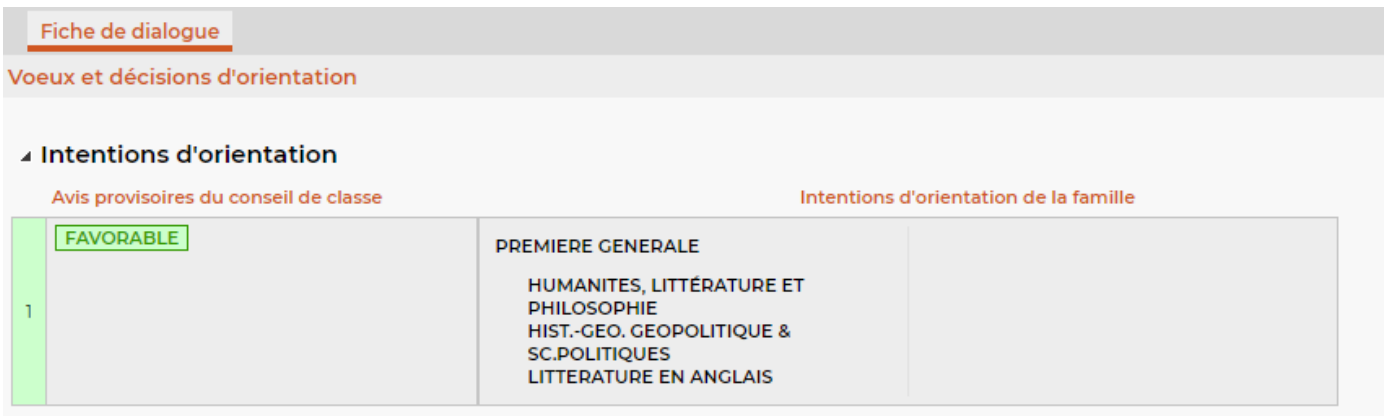 Fiche de dialogue
Voeux et décisions d'orientation
Intentions d'orientation
Avis provisoires du conseil de classe
Intentions d'orientation de la famille
1
FAVORABLE
PREMIERE GENERALE
HUMANITES, LITTÉRATURE ET
PHILOSOPHIE
HIST.-GEO. GEOPOLITIQUE &
SC.POLITIQUES
LITTERATURE EN ANGLAIS